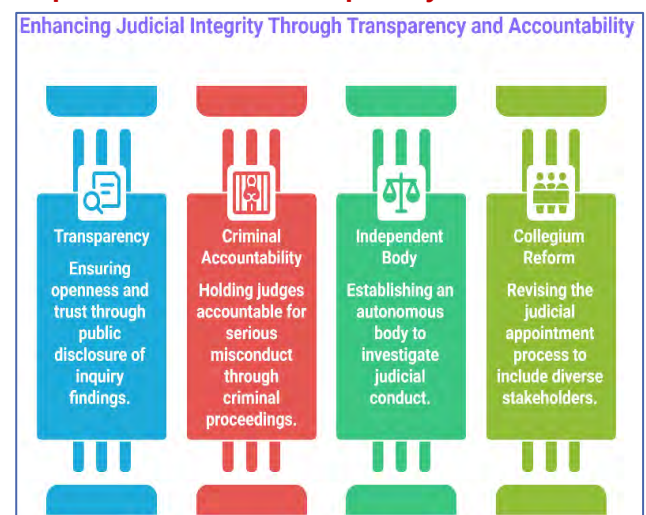 Enhancing Judicial Integrity Through Transparency and Accountability
Transparency
Ensuring
openness and
trust through
public
disclosure of
inquiry
findings.
Criminal
Accountability
Holding judges
accountable for
serious
misconduct
through
criminal
proceedings.
Independent
Body
Establishing an
autonomous
body to
investigate
judicial
conduct.
Collegium
Reform
Revising the
judicial
appointment
process to
include diverse
stakeholders.